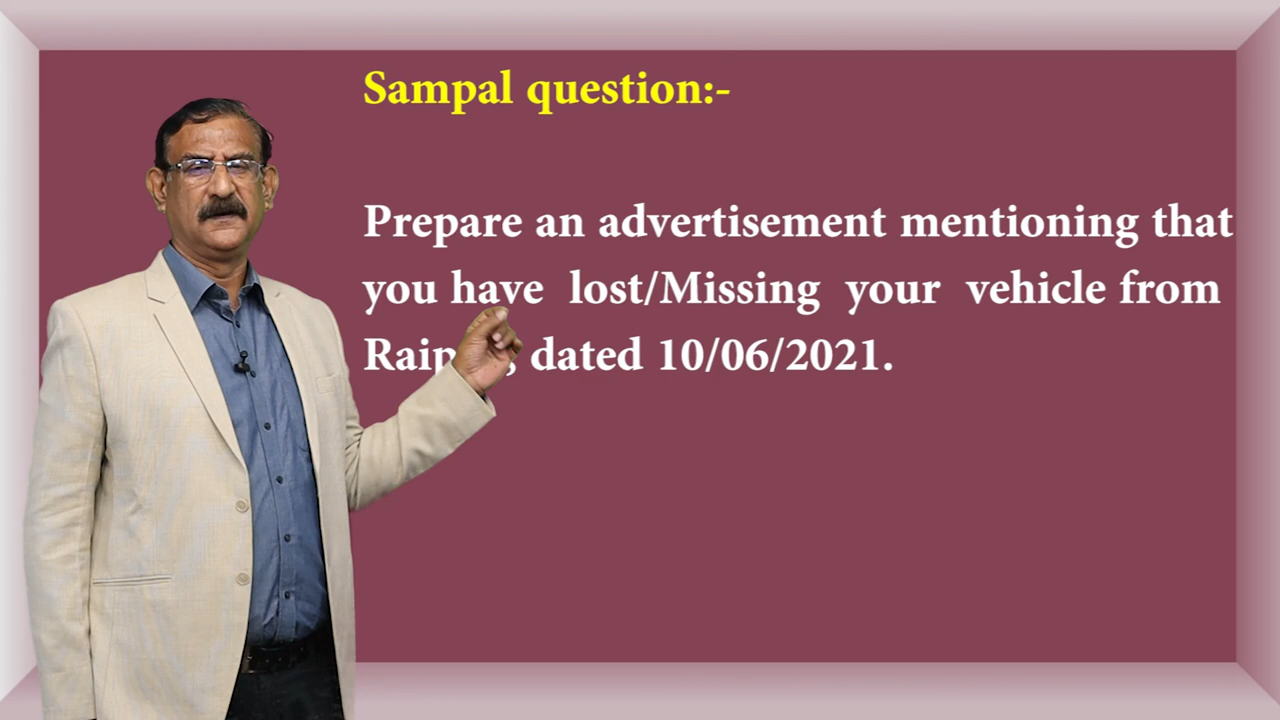 Sampal question:-
Prepare an advertisement mentioning that
you have lost/Missing your vehicle from
dated 10/06/2021.